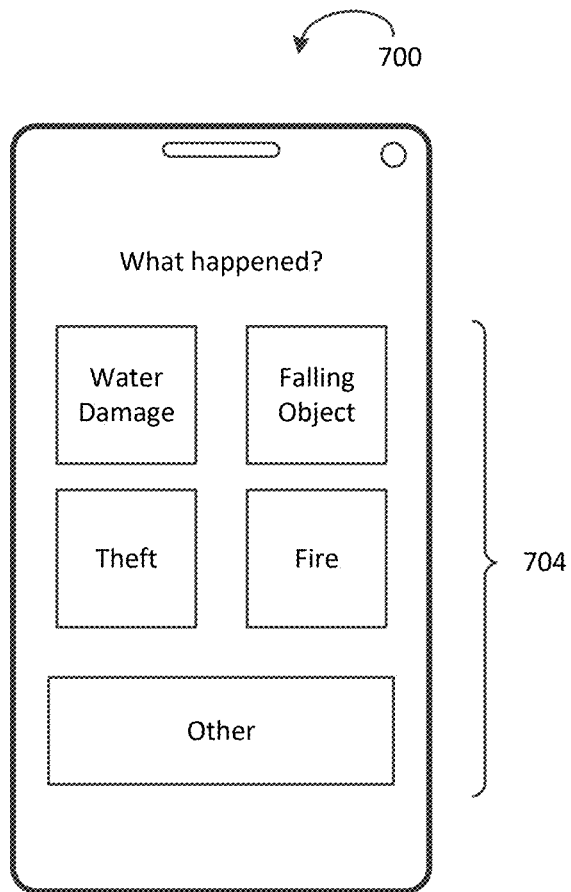 700
What happened?
Water
Damage
Falling
Object
Theft
Fire
704
Other